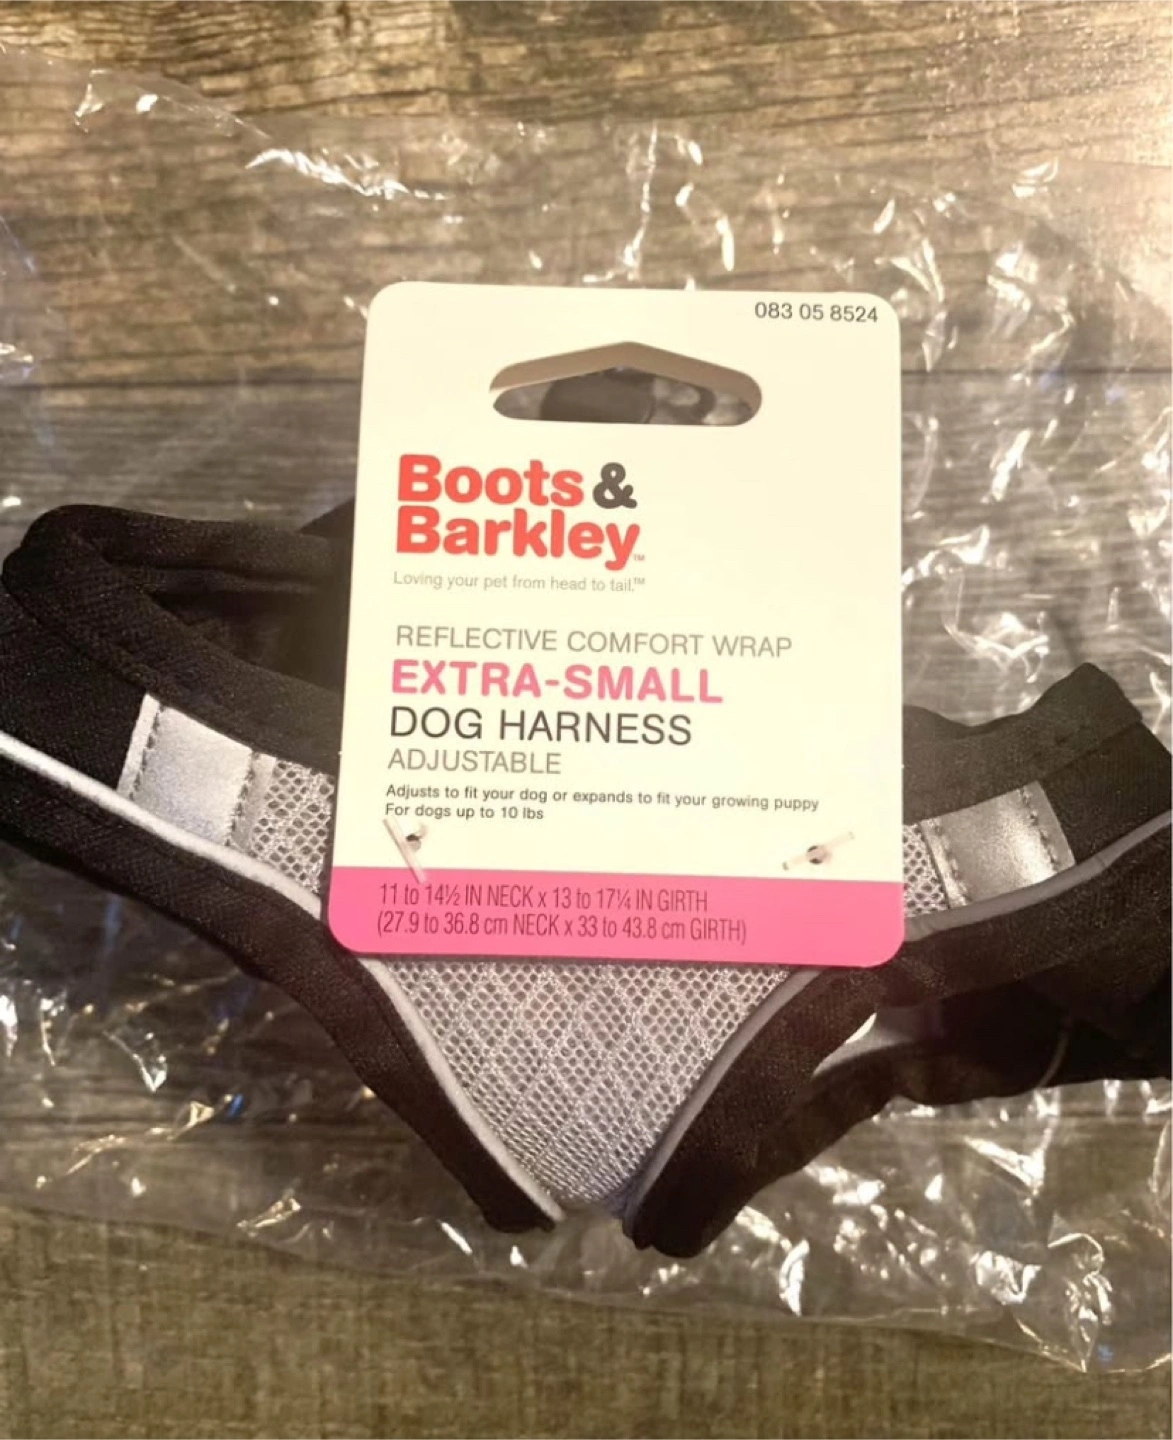 083 05 8524
Boots &
Barkley™
Loving your pet from head to tail.™
REFLECTIVE COMFORT WRAP
EXTRA-SMALL
DOG HARNESS
ADJUSTABLE
Adjusts to fit your dog or expands to fit your growing puppy
For dogs up to 10 lbs
11 to 14½ IN NECK x 13 to 17¼ IN GIRTH
(27.9 to 36.8 cm NECK x 33 to 43.8 cm GIRTH)